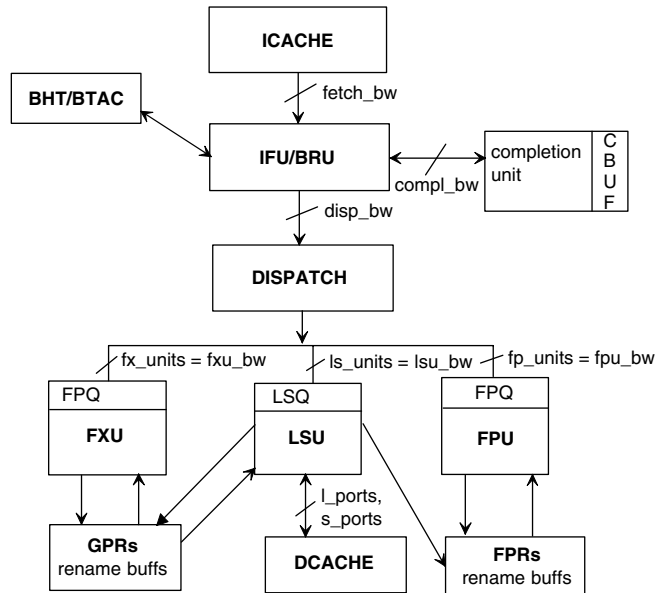 ICACHE
fetch_bw
BHT/BTAC
IFU/BRU
compl_bw
completion
unit
C
B
U
F
disp_bw
DISPATCH
fx_units = fxu_bw
ls_units = lsu_bw
fp_units = fpu_bw
FPQ
FXU
LSQ
LSU
FPQ
FPU
l_ports,
s_ports
GPRs
rename buffs
DCACHE
FPRs
rename buffs